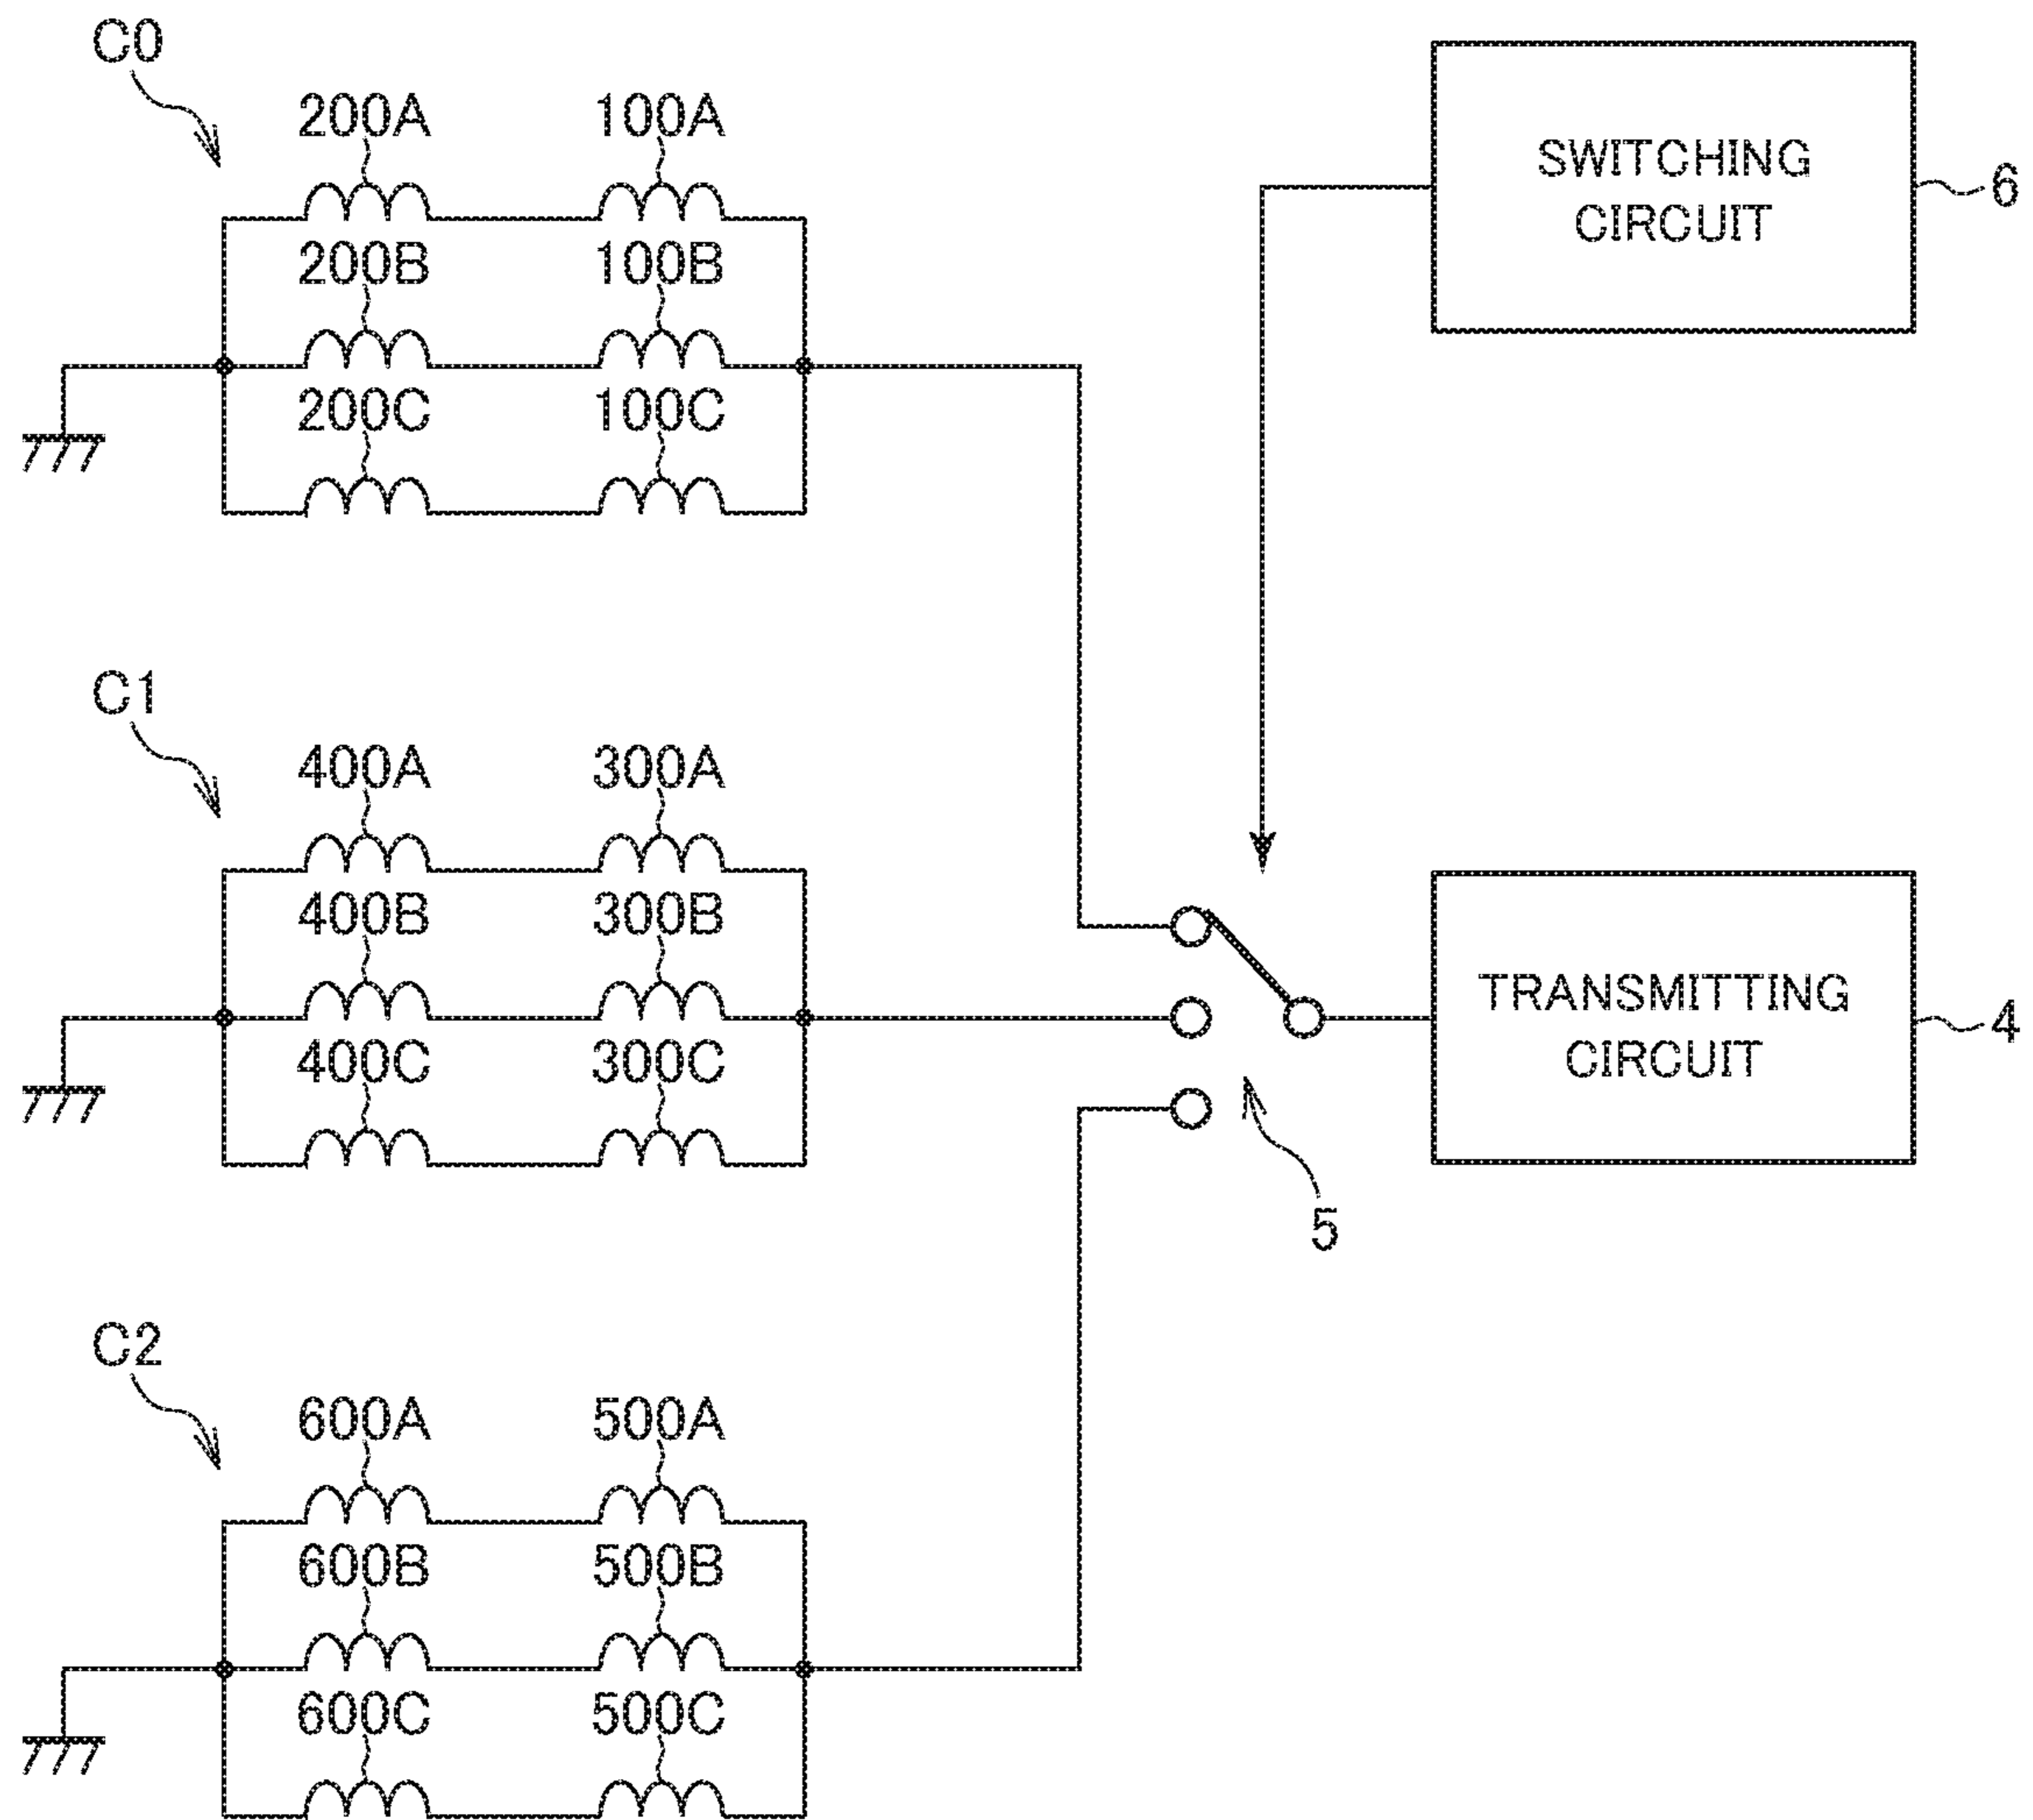 C0
200A
100A
200B
100B
200C
100C
SWITCHING
CIRCUIT
6
C1
400A
300A
400B
300B
400C
300C
TRANSMITTING
CIRCUIT
4
5
C2
600A
500A
600B
500B
600C
500C